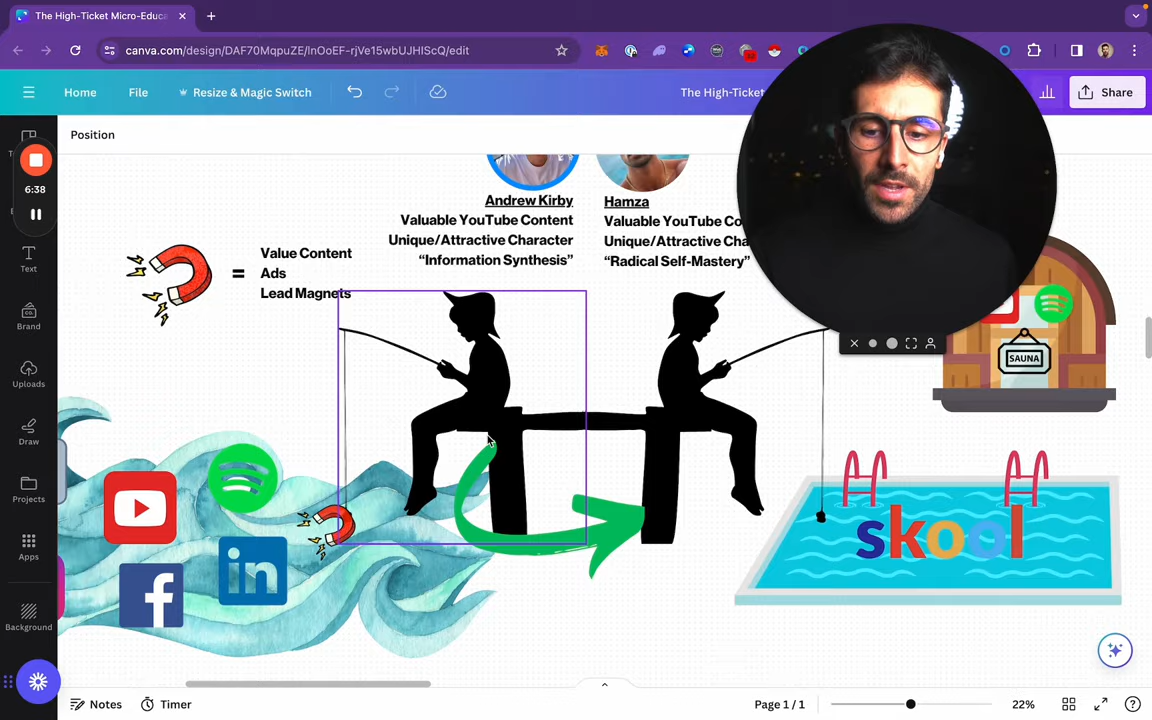 The High-Ticket Micro-Educa
canva.com/design/DAF70MqpuZE/lnOoEF-rjVe15wbUJHIScQ/edit
Home
File
Resize & Magic Switch
The High-Ticket
Share
Position
6:38
Text
Brand
Uploads
Draw
Projects
Apps
Background
Andrew Kirby
Valuable YouTube Content
Unique/Attractive Character
“Information Synthesis”
Hamza
Valuable YouTube Co
Unique/Attractive Cha
“Radical Self-Mastery”
=
Value Content
Ads
Lead Magnets
SAUNA
skool
in
f
Notes
Timer
Page 1 / 1
22%